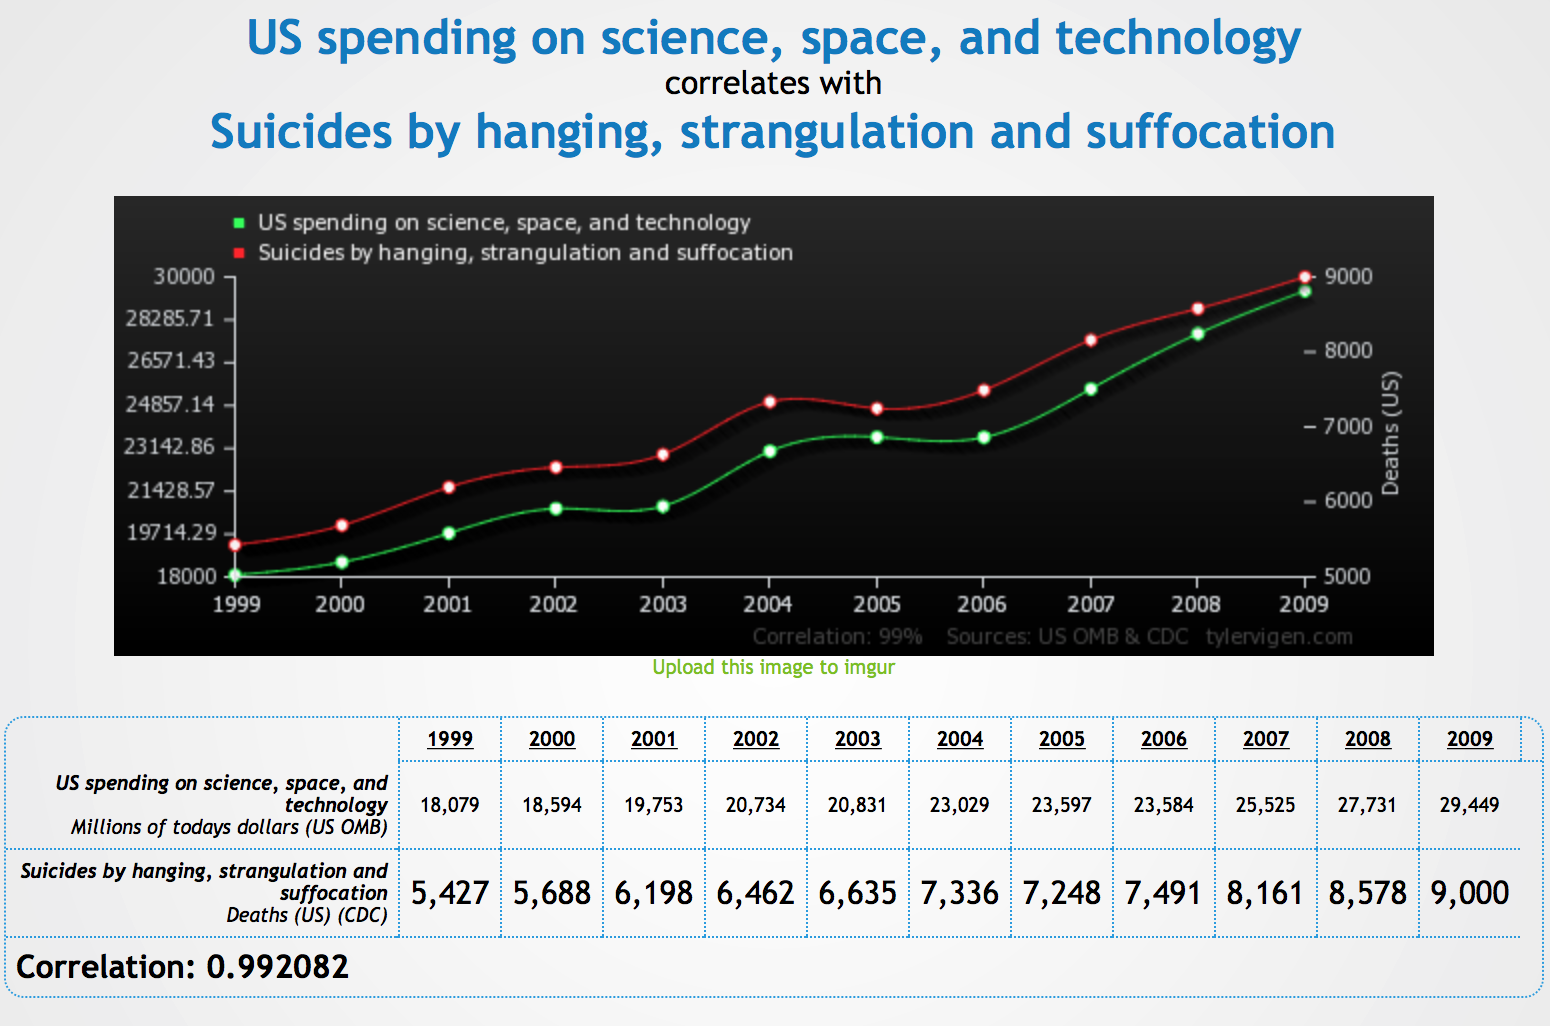 US spending on science, space, and technology
correlates with
Suicides by hanging, strangulation and suffocation
US spending on science, space, and technology
Suicides by hanging, strangulation and suffocation
30000
28285.71
26571.43
24857.14
23142.86
21428.57
19714.29
18000
9000
8000
7000
6000
5000
Deaths (US)
1999 2000 2001 2002 2003 2004 2005 2006 2007 2008 2009
Correlation: 99% Sources: US OMB & CDC tylervigen.com
Upload this image to imgur
1999 2000 2001 2002 2003 2004 2005 2006 2007 2008 2009
US spending on science, space, and
technology
Millions of todays dollars (US OMB)
18,079 18,594 19,753 20,734 20,831 23,029 23,597 23,584 25,525 27,731 29,449
Suicides by hanging, strangulation and
suffocation
Deaths (US) (CDC)
5,427 5,688 6,198 6,462 6,635 7,336 7,248 7,491 8,161 8,578 9,000
Correlation: 0.992082